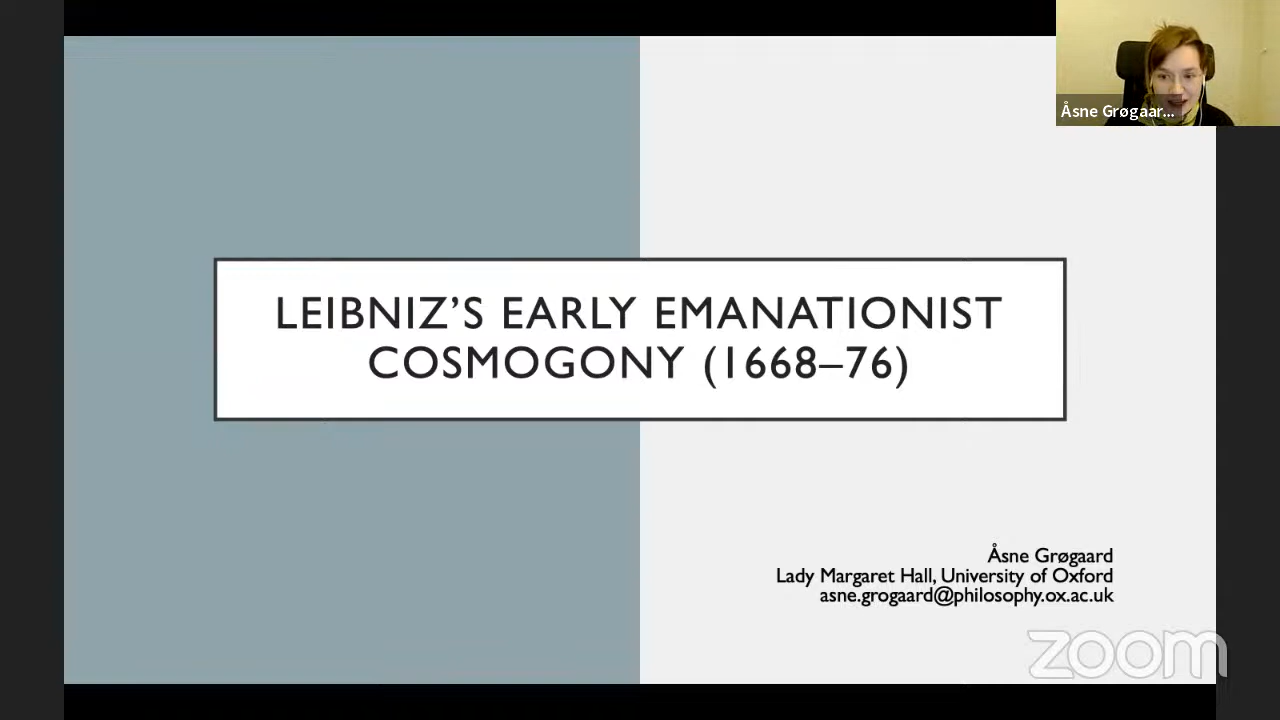 Åsne Grøgaar...
LEIBNIZ’S EARLY EMANATIONIST
COSMOGONY (1668–76)
Åsne Grøgaard
Lady Margaret Hall, University of Oxford
asne.grogaard@philosophy.ox.ac.uk
zoom